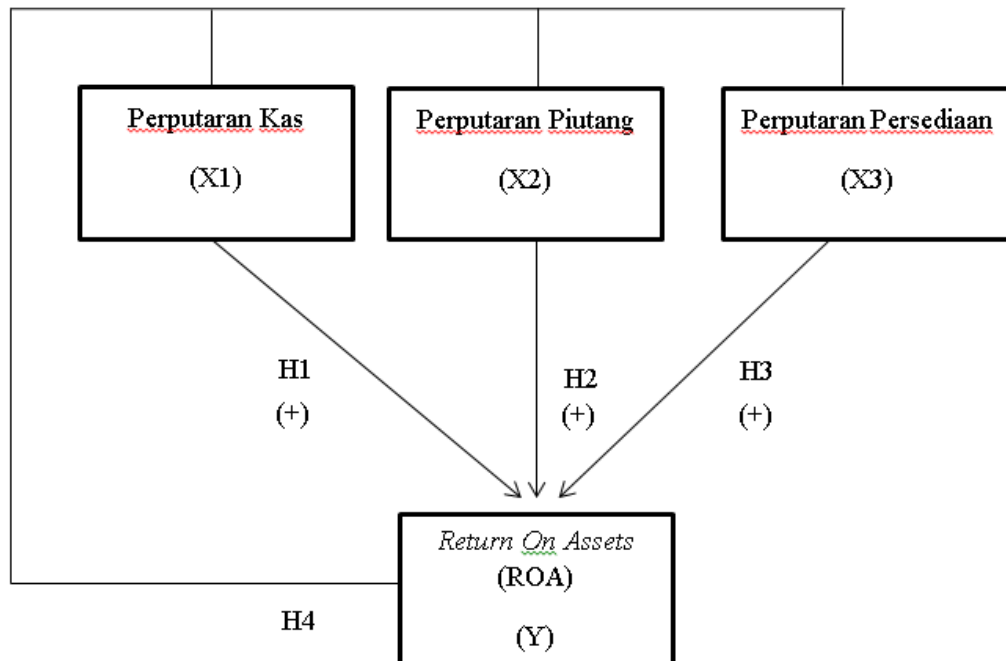 Perputaran Kas
(X1)
Perputaran Piutang
(X2)
Perputaran Persediaan
(X3)
H1
(+)
H2
(+)
H3
(+)
Return On Assets
(ROA)
(Y)
H4